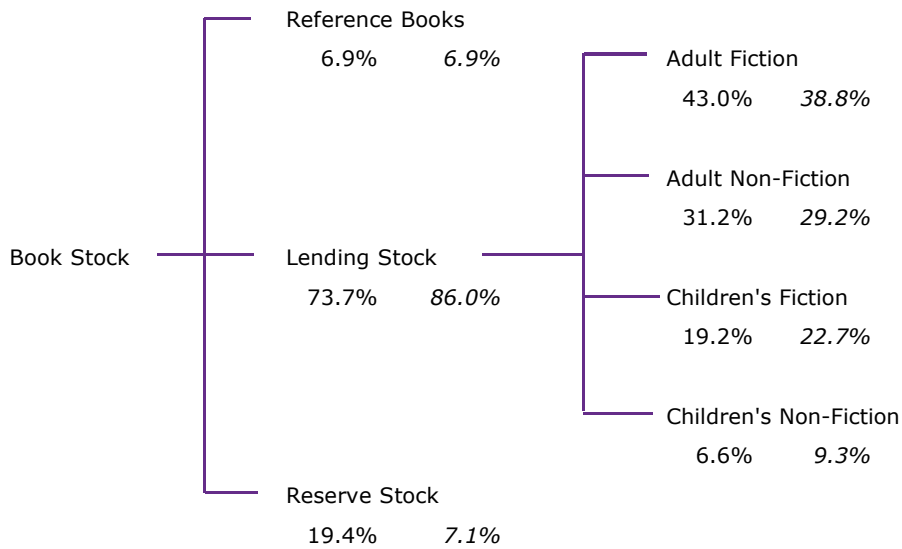 Reference Books
6.9% 6.9%
Adult Fiction
43.0% 38.8%
Adult Non-Fiction
31.2% 29.2%
Book Stock
Lending Stock
73.7% 86.0%
Children's Fiction
19.2% 22.7%
Children's Non-Fiction
6.6% 9.3%
Reserve Stock
19.4% 7.1%